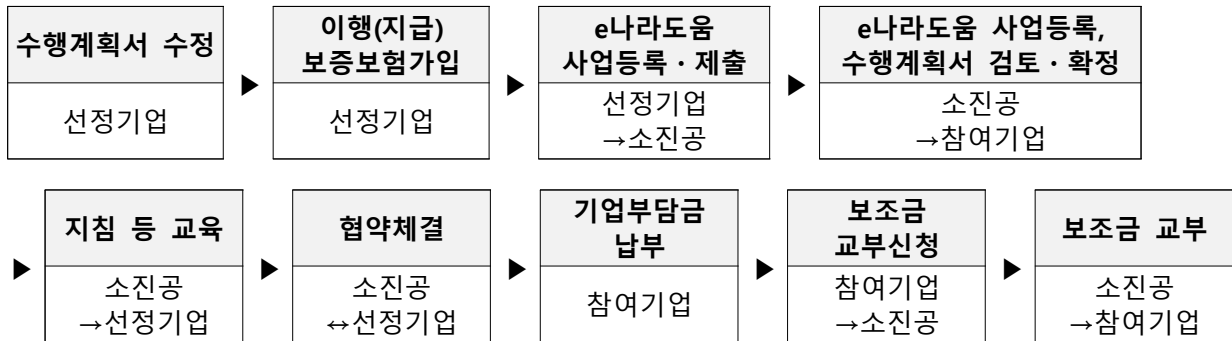 수행계획서 수정
선정기업
▶
이행(지급)
보증보험가입
선정기업
▶
e나라도움
사업등록・제출
선정기업
→소진공
▶
e나라도움 사업등록,
수행계획서 검토・확정
소진공
→참여기업
▶
지침 등 교육
소진공
→선정기업
▶
협약체결
소진공
↔선정기업
▶
기업부담금
납부
참여기업
▶
보조금
교부신청
참여기업
→소진공
▶
보조금 교부
소진공
→참여기업